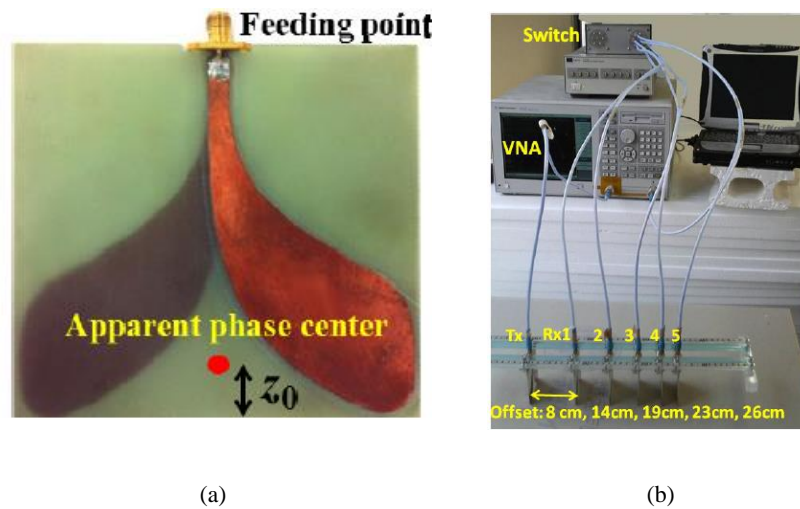 Feeding point
Apparent phase center
z0
(a)
Switch
VNA
Tx Rx1 2 3 4 5
Offset: 8 cm, 14cm, 19cm, 23cm, 26cm
(b)